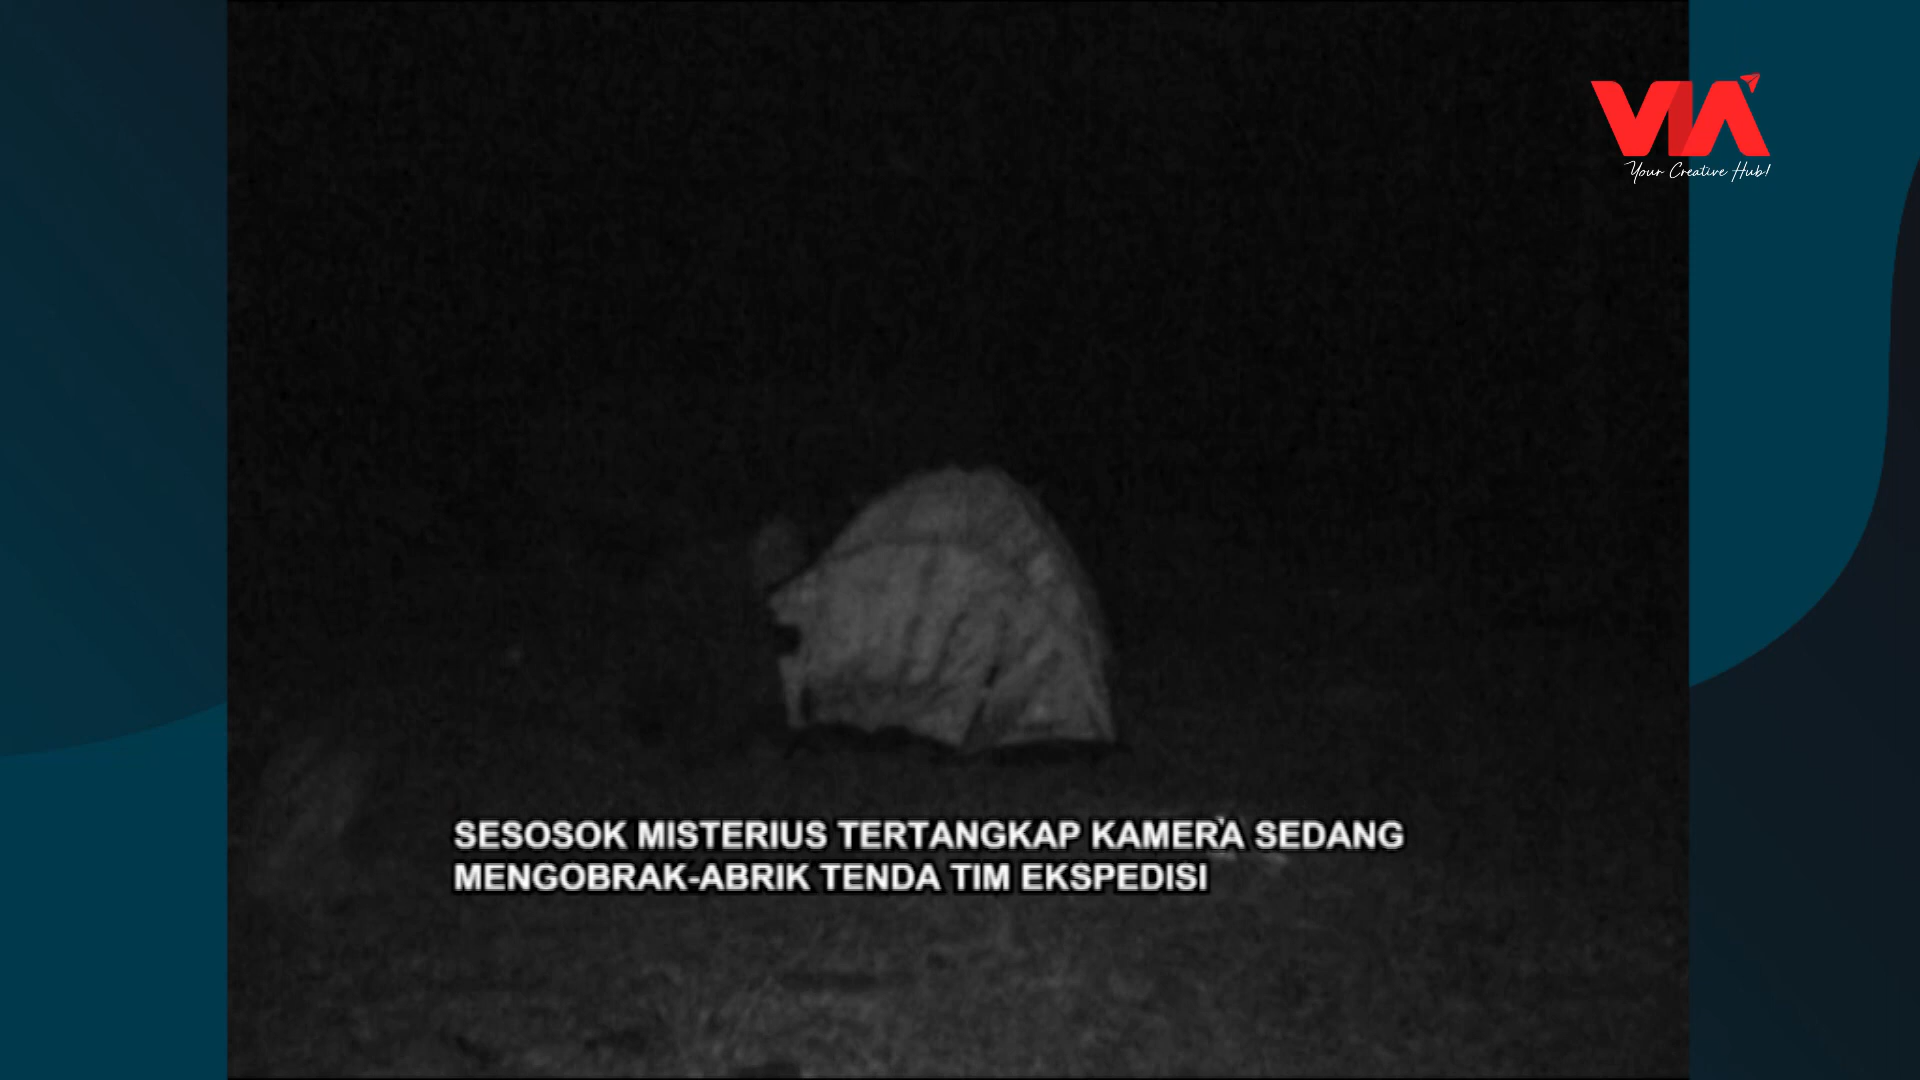 VIA
Your Creative Hub!
SESOSOK MISTERIUS TERTANGKAP KAMERA SEDANG
MENGOBRAK-ABRIK TENDA TIM EKSPEDISI